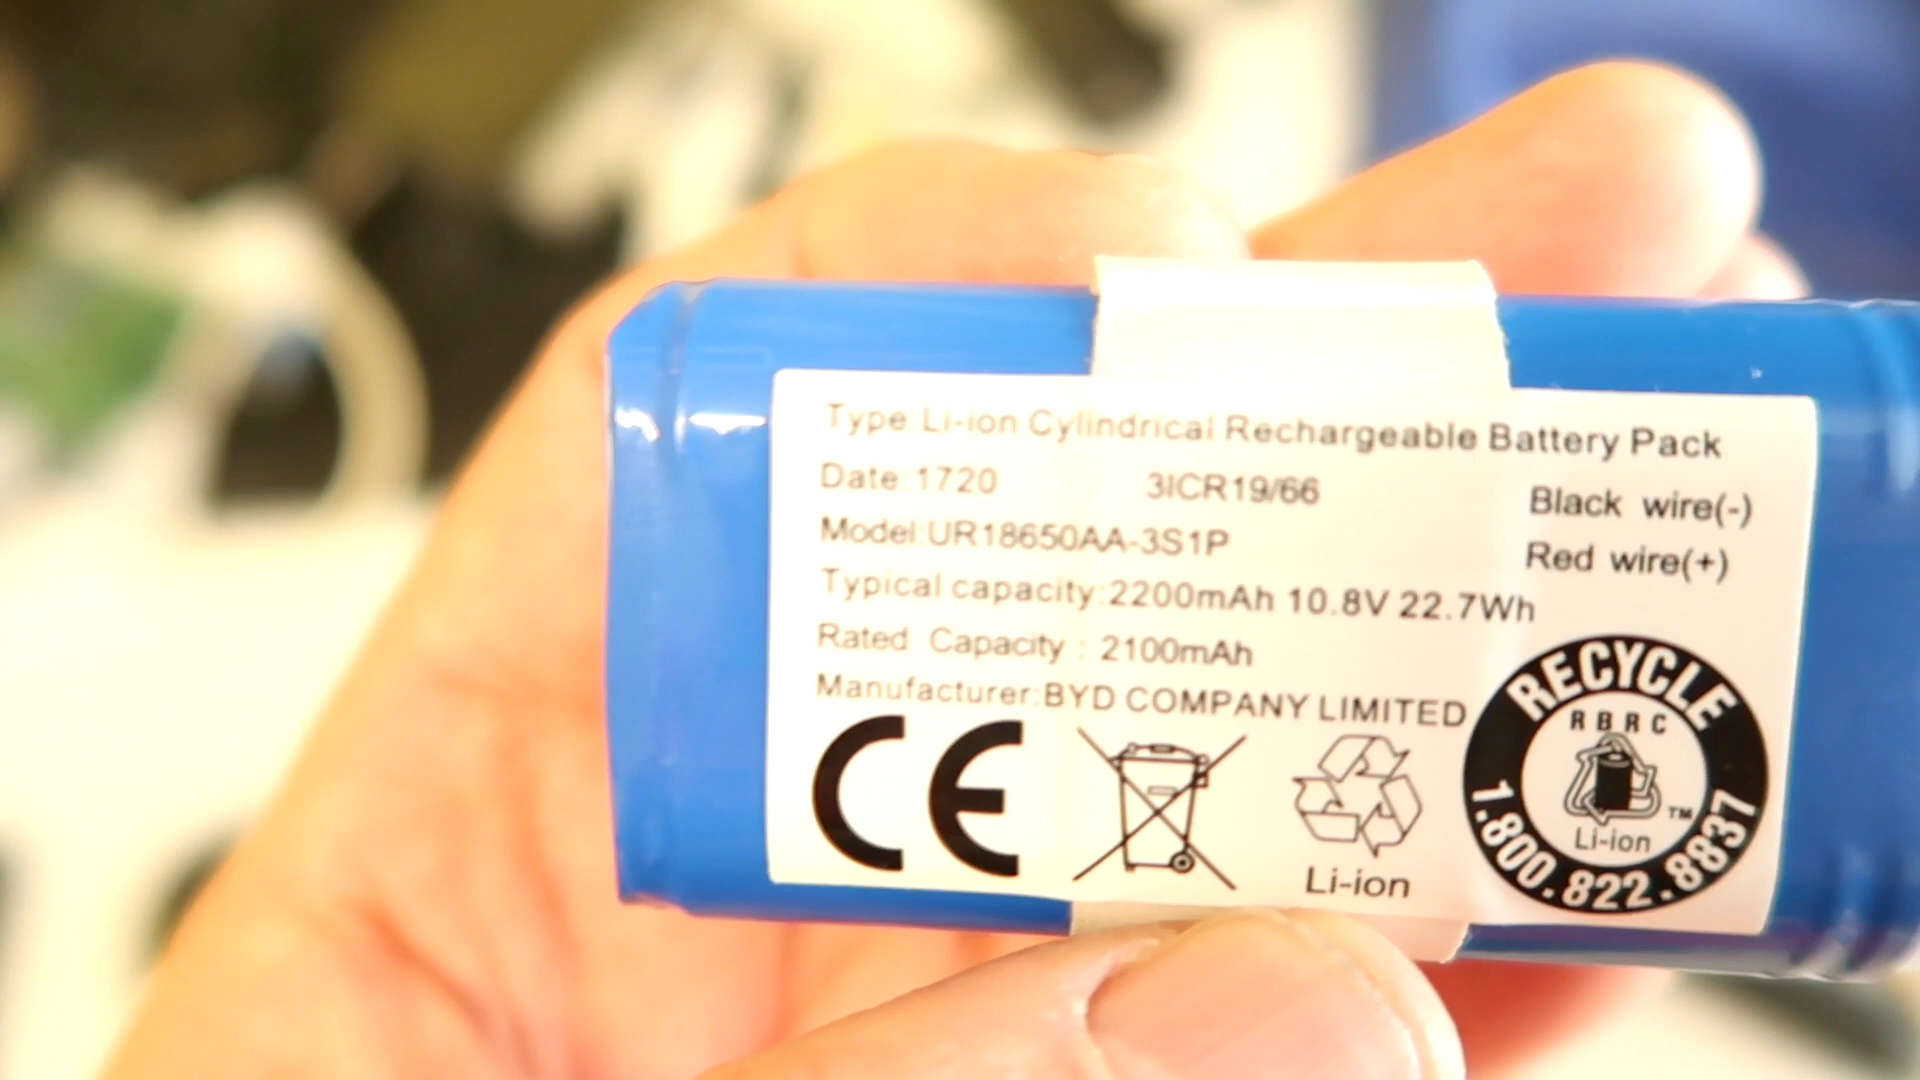 Type:Li-ion Cylindrical Rechargeable Battery Pack
Date:1720 3ICR19/66 Black wire(-)
Model:UR18650AA-3S1P Red wire(+)
Typical capacity:2200mAh 10.8V 22.7Wh
Rated Capacity : 2100mAh
Manufacturer:BYD COMPANY LIMITED
CE
Li-ion
RECYCLE
RBRC
TM
Li-ion
1.800.822.8837